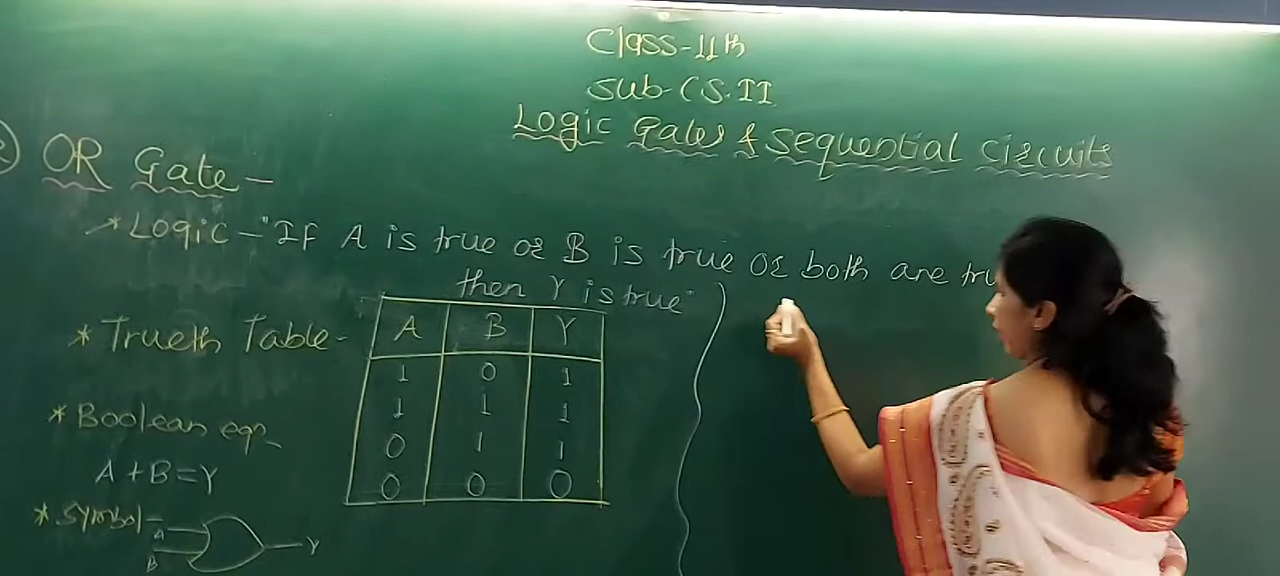 Class-11th
Sub-CS.II
Logic Gates & Sequential Circuits
OR Gate-
* Logic - "If A is true or B is true or both are tru
then Y is true"
* Trueth Table-
A B Y
1 0 1
1 1 1
0 1 1
0 0 0
* Boolean eqn
A + B = Y
* Symbol-
A
B
Y